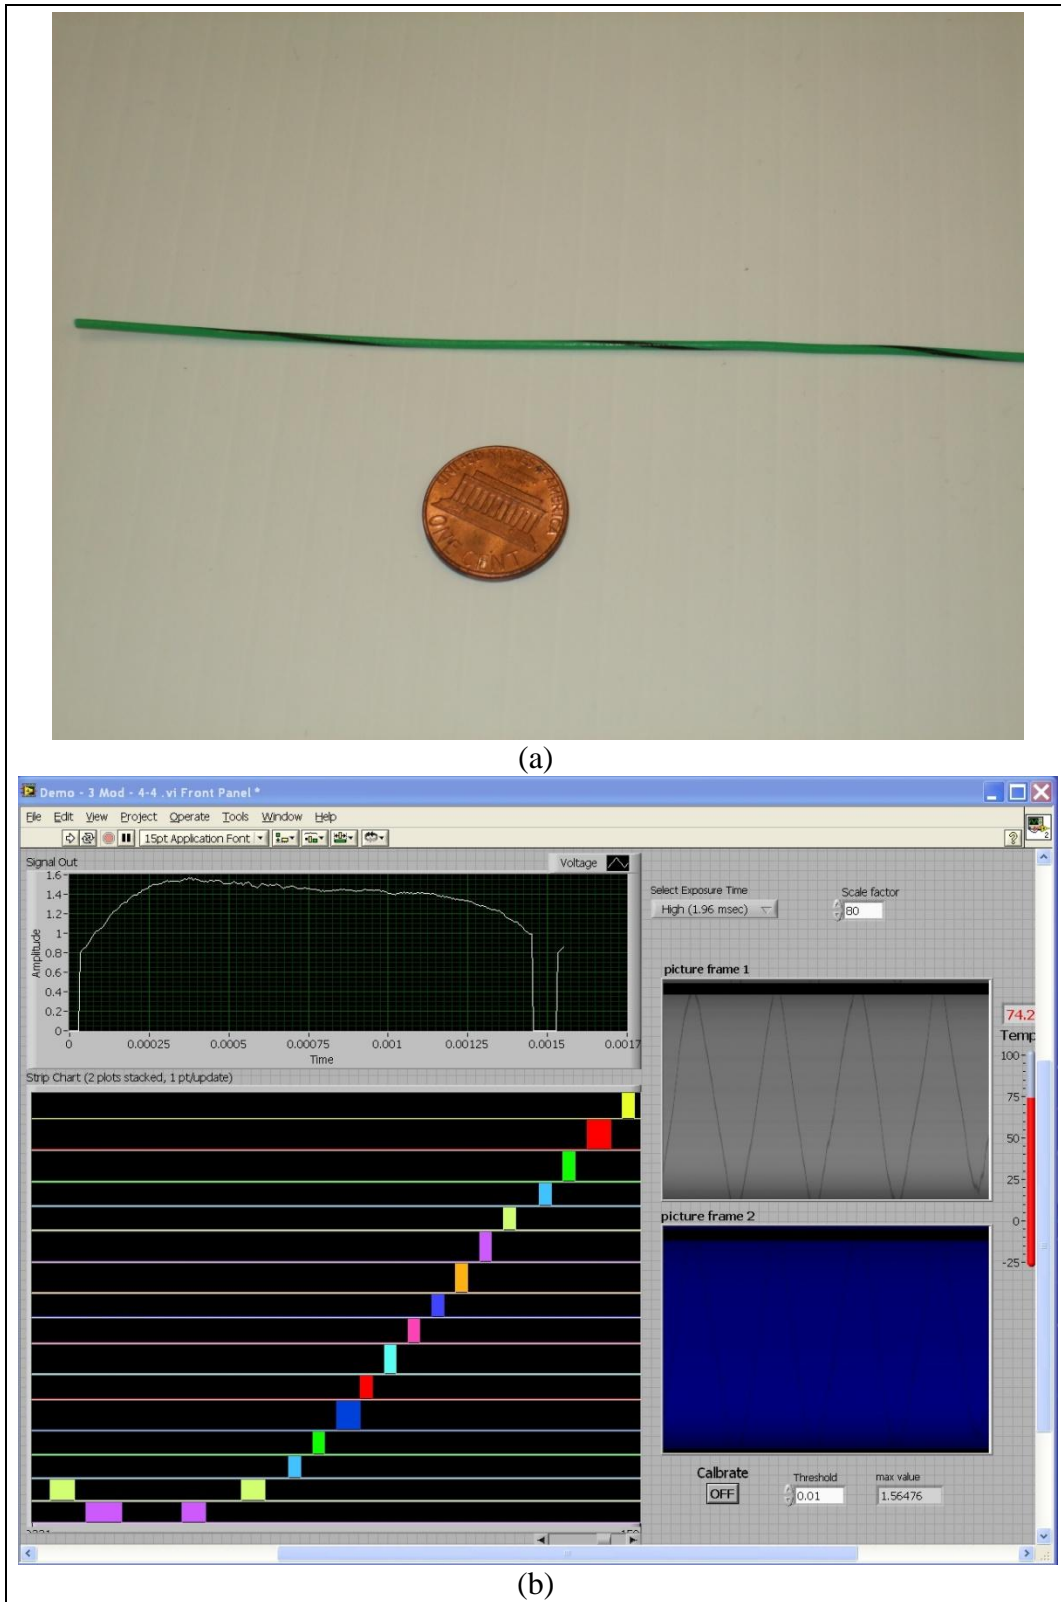 UNITED STATES OF AMERICA
ONE CENT
(a)
Demo - 3 Mod - 4-4 .vi Front Panel *
File Edit View Project Operate Tools Window Help
15pt Application Font
2
Signal Out
Voltage
Amplitude
1.6
1.4
1.2
1
0.8
0.6
0.4
0.2
0
0 0.00025 0.0005 0.00075 0.001 0.00125 0.0015 0.0017
Time
Select Exposure Time
High (1.96 msec)
Scale factor
80
picture frame 1
74.2
Temp
100
75
50
25
0
-25
Strip Chart (2 plots stacked, 1 pt/update)
picture frame 2
Calbrate
OFF
Threshold
0.01
max value
1.56476
(b)